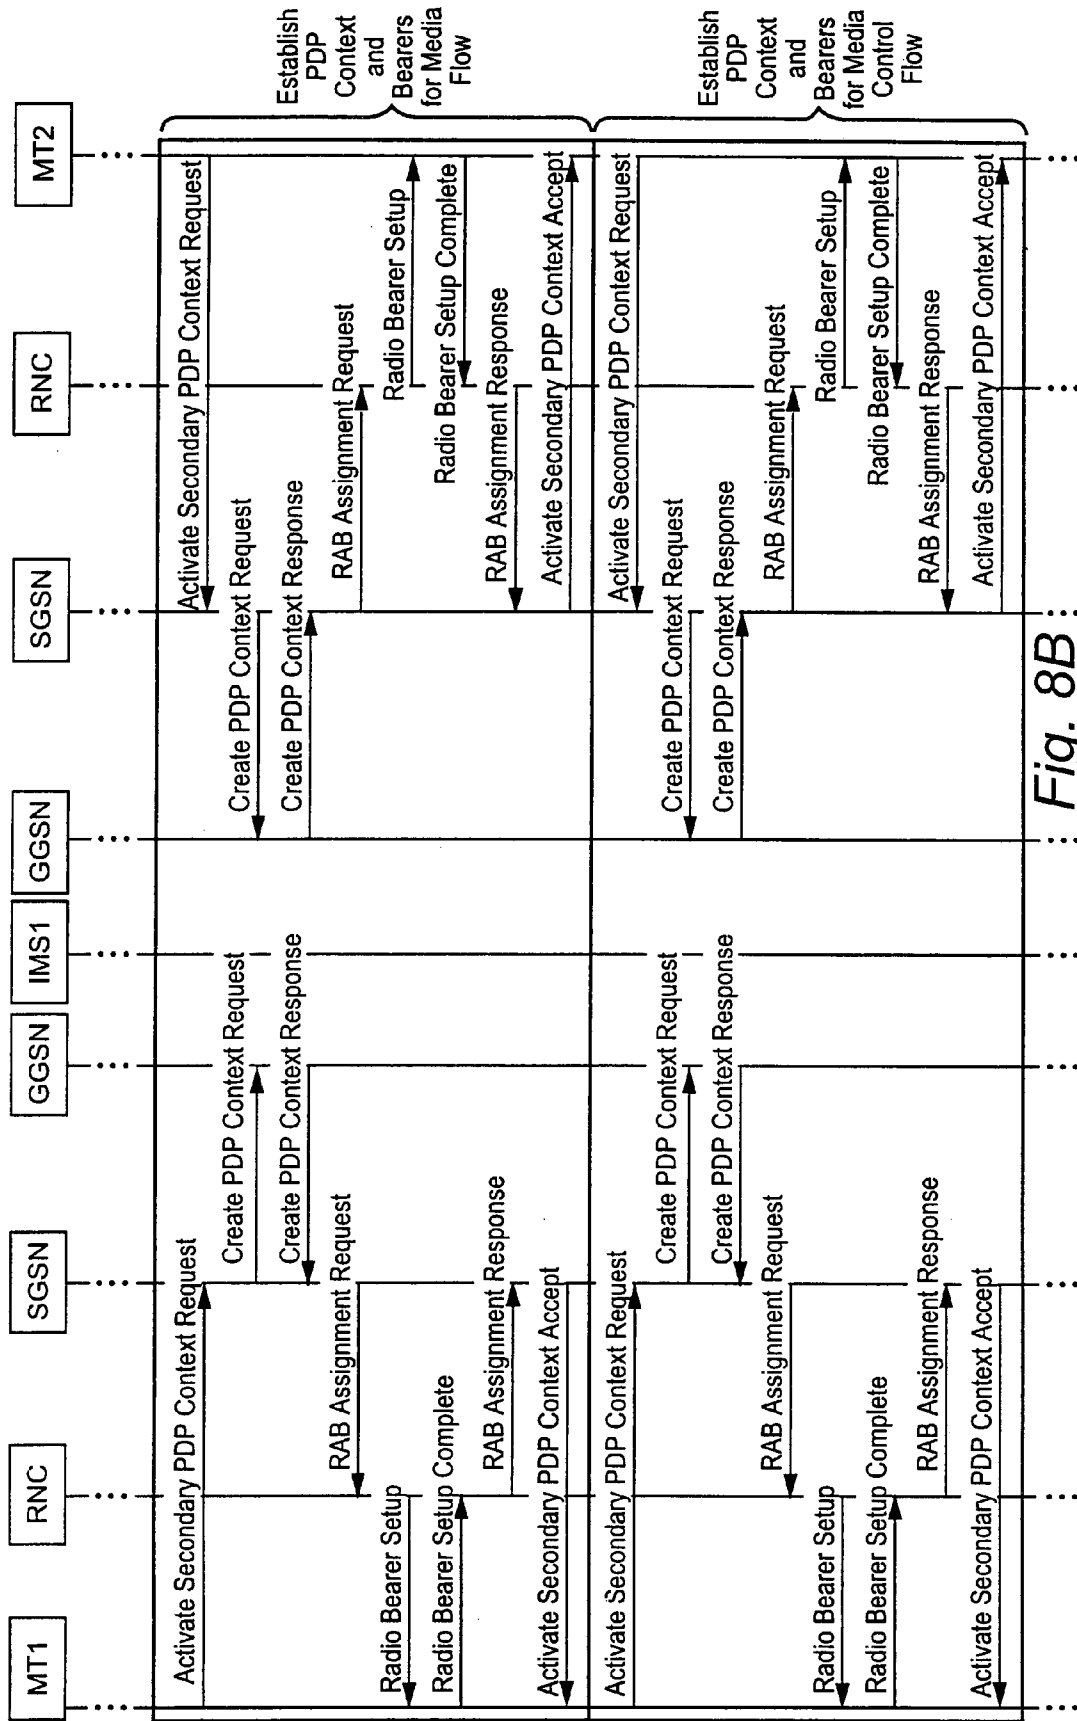 MT1
RNC
SGSN
GGSN
IMS1
GGSN
SGSN
RNC
MT2
Activate Secondary PDP Context Request
Activate Secondary PDP Context Request
Create PDP Context Request
Create PDP Context Request
Create PDP Context Response
Create PDP Context Response
RAB Assignment Request
RAB Assignment Request
Radio Bearer Setup
Radio Bearer Setup
Radio Bearer Setup Complete
Radio Bearer Setup Complete
RAB Assignment Response
RAB Assignment Response
Activate Secondary PDP Context Accept
Activate Secondary PDP Context Accept
Establish
PDP
Context
and
Bearers
for Media
Flow
Activate Secondary PDP Context Request
Activate Secondary PDP Context Request
Create PDP Context Request
Create PDP Context Request
Create PDP Context Response
Create PDP Context Response
RAB Assignment Request
RAB Assignment Request
Radio Bearer Setup
Radio Bearer Setup
Radio Bearer Setup Complete
Radio Bearer Setup Complete
RAB Assignment Response
RAB Assignment Response
Activate Secondary PDP Context Accept
Activate Secondary PDP Context Accept
Establish
PDP
Context
and
Bearers
for Media
Control
Flow
Fig. 8B